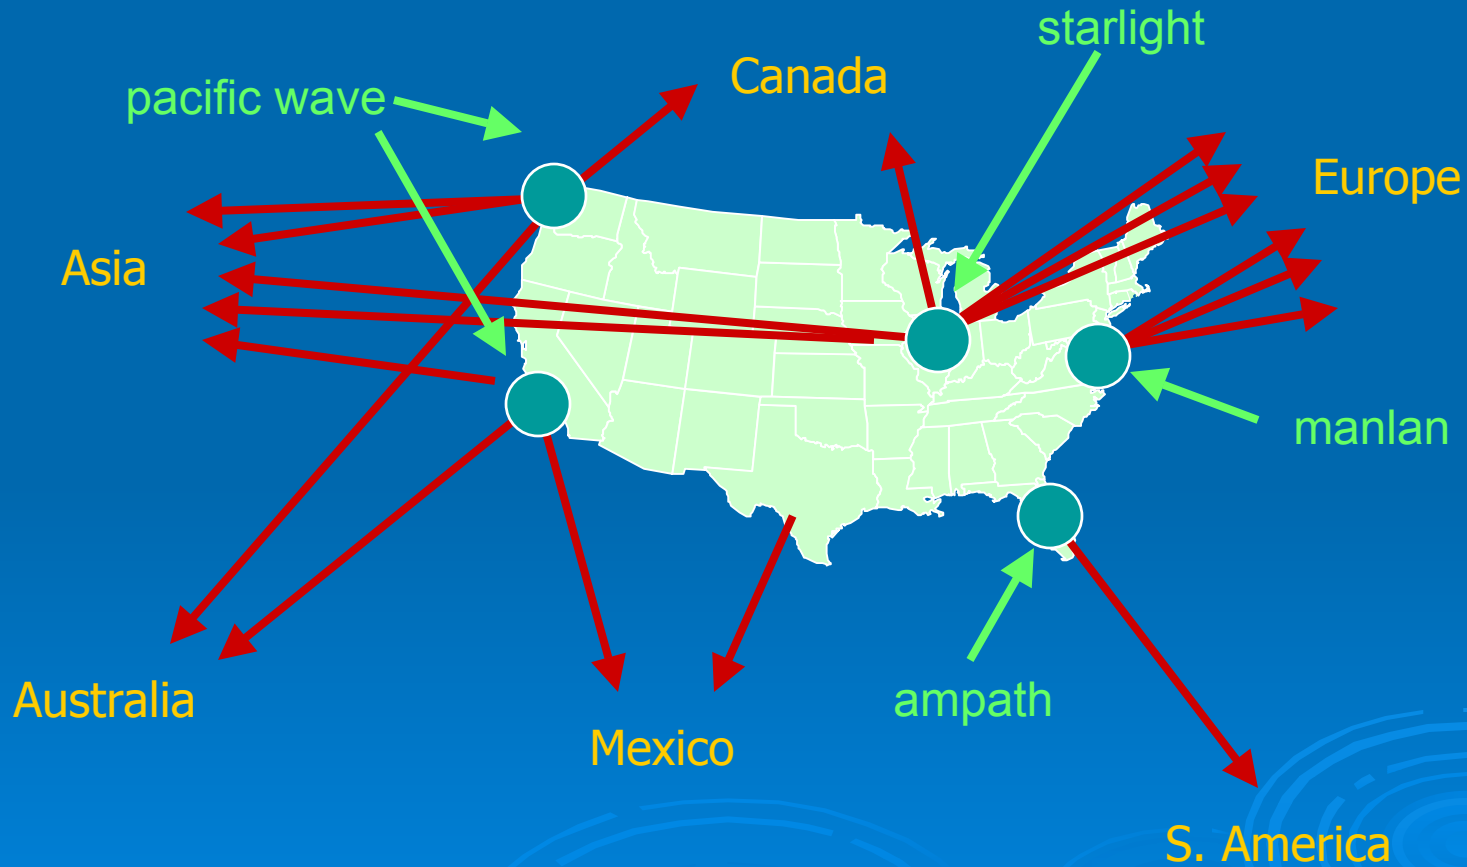 starlight
Canada
pacific wave
Europe
Asia
manlan
Australia
ampath
Mexico
S. America